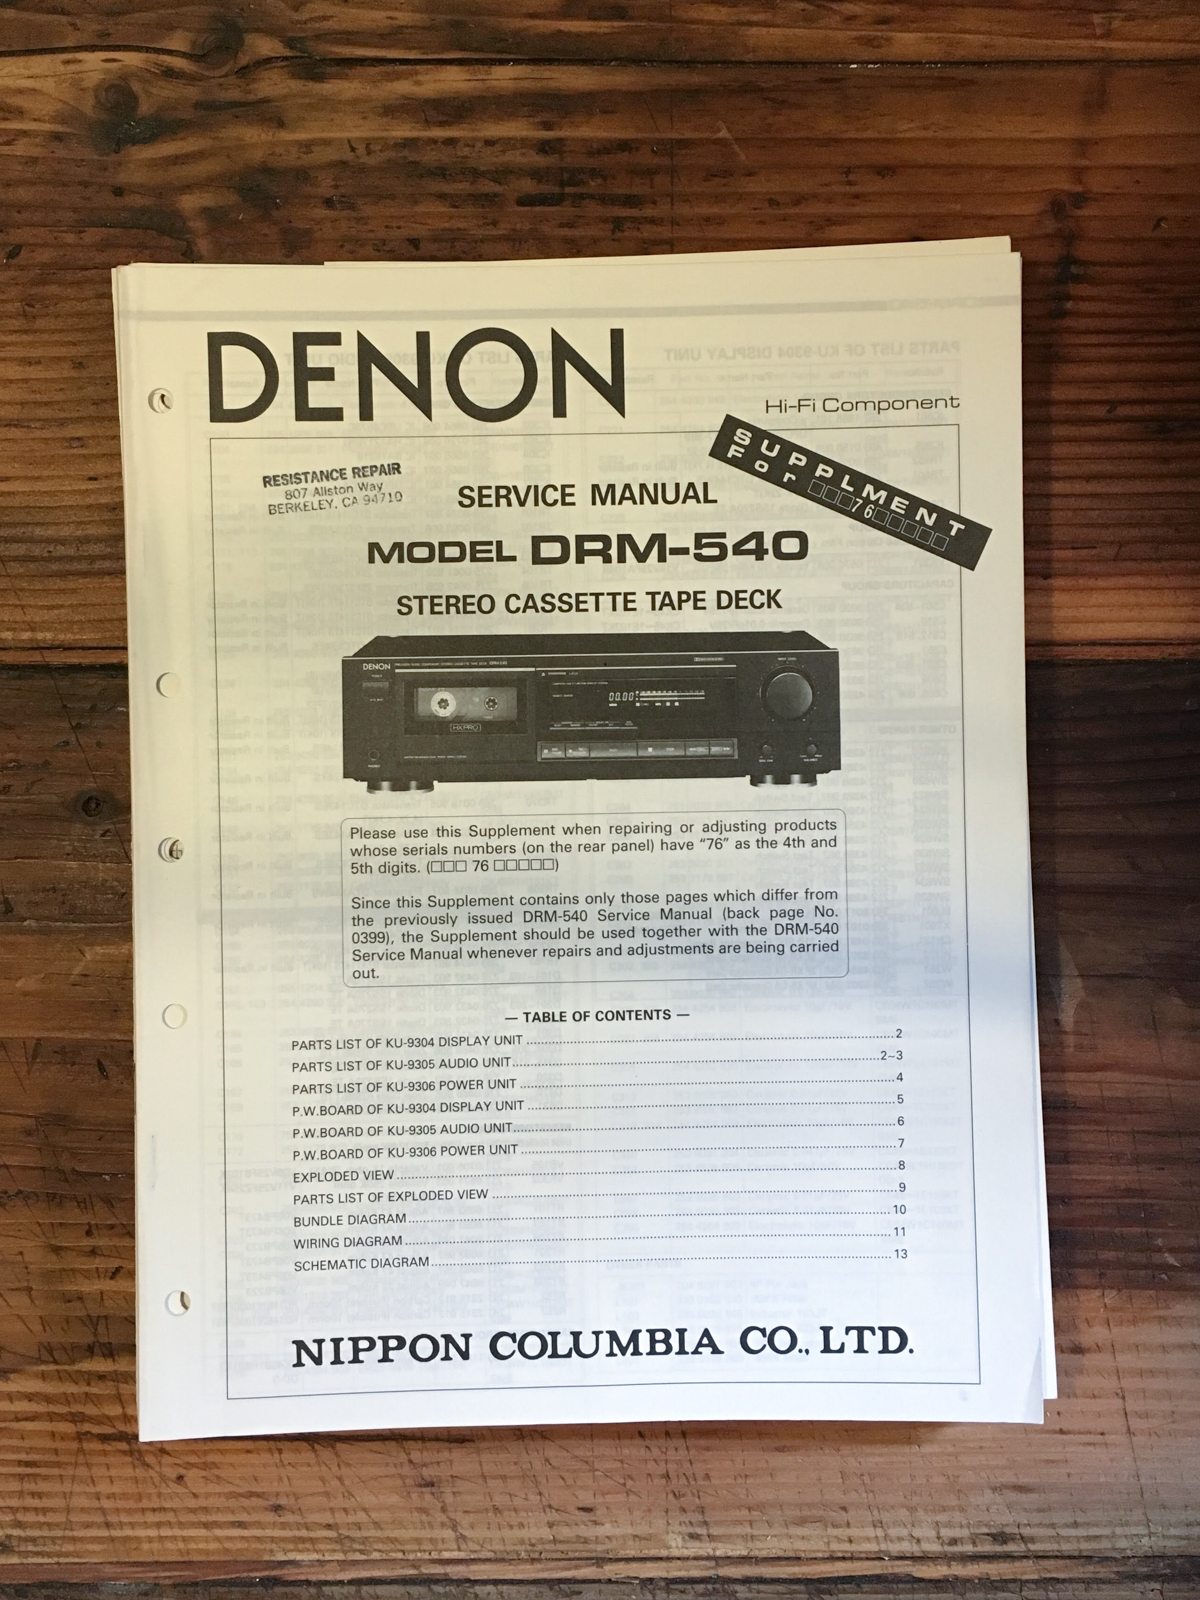 DENON
Hi-Fi Component
SUPPLMENT
For □□□76□□□□□
RESISTANCE REPAIR
807 Allston Way
BERKELEY, CA 94710
SERVICE MANUAL
MODEL DRM-540
STEREO CASSETTE TAPE DECK
DENON
DRM-540
00.00
HX PRO
Please use this Supplement when repairing or adjusting products
whose serials numbers (on the rear panel) have “76” as the 4th and
5th digits. (□□□ 76 □□□□□)
Since this Supplement contains only those pages which differ from
the previously issued DRM-540 Service Manual (back page No.
0399), the Supplement should be used together with the DRM-540
Service Manual whenever repairs and adjustments are being carried
out.
— TABLE OF CONTENTS —
PARTS LIST OF KU-9304 DISPLAY UNIT ........ 2
PARTS LIST OF KU-9305 AUDIO UNIT ........ 2~3
PARTS LIST OF KU-9306 POWER UNIT ........ 4
P.W.BOARD OF KU-9304 DISPLAY UNIT ........ 5
P.W.BOARD OF KU-9305 AUDIO UNIT ........ 6
P.W.BOARD OF KU-9306 POWER UNIT ........ 7
EXPLODED VIEW ........ 8
PARTS LIST OF EXPLODED VIEW ........ 9
BUNDLE DIAGRAM ........ 10
WIRING DIAGRAM ........ 11
SCHEMATIC DIAGRAM ........ 13
NIPPON COLUMBIA CO., LTD.